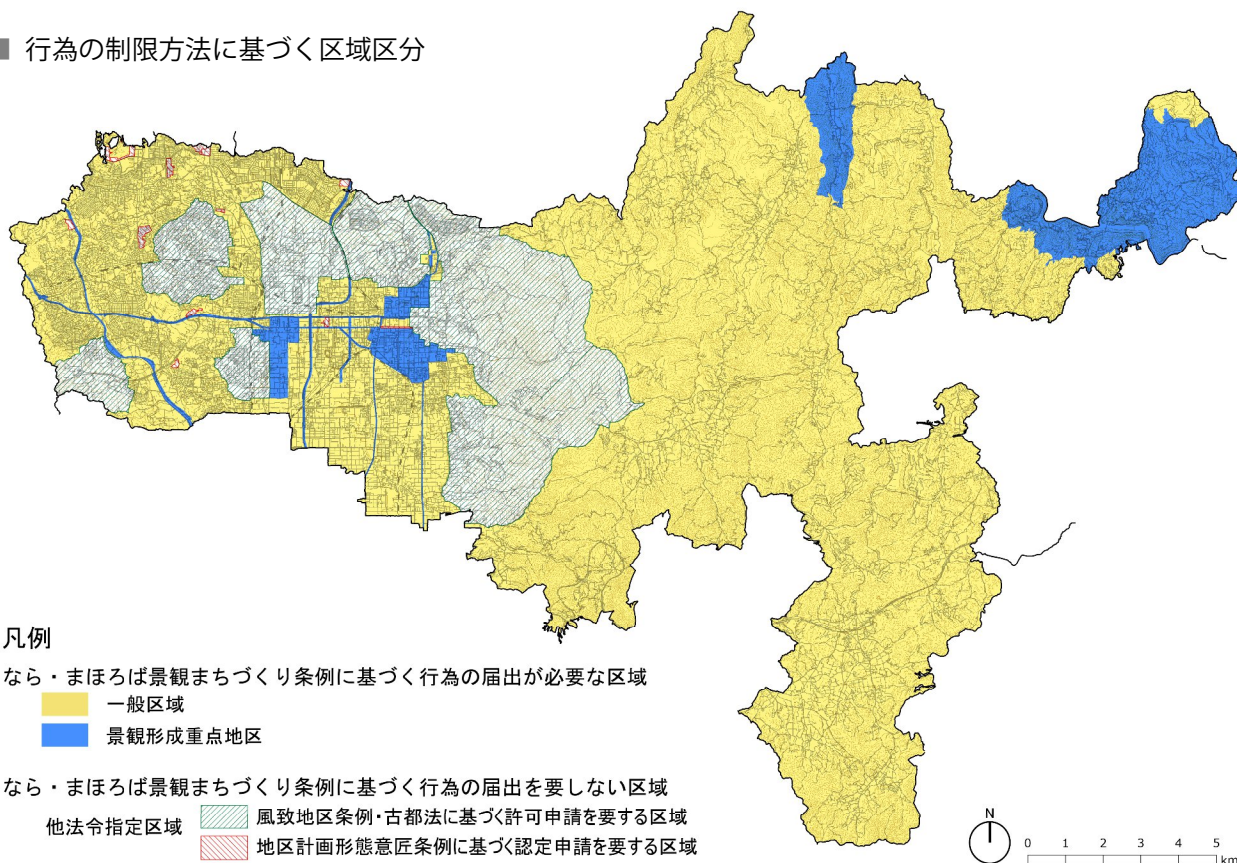 ■ 行為の制限方法に基づく区域区分
凡例
なら・まほろば景観まちづくり条例に基づく行為の届出が必要な区域
一般区域
景観形成重点地区
なら・まほろば景観まちづくり条例に基づく行為の届出を要しない区域
他法令指定区域
風致地区条例・古都法に基づく許可申請を要する区域
地区計画形態意匠条例に基づく認定申請を要する区域
N
0 1 2 3 4 5
km